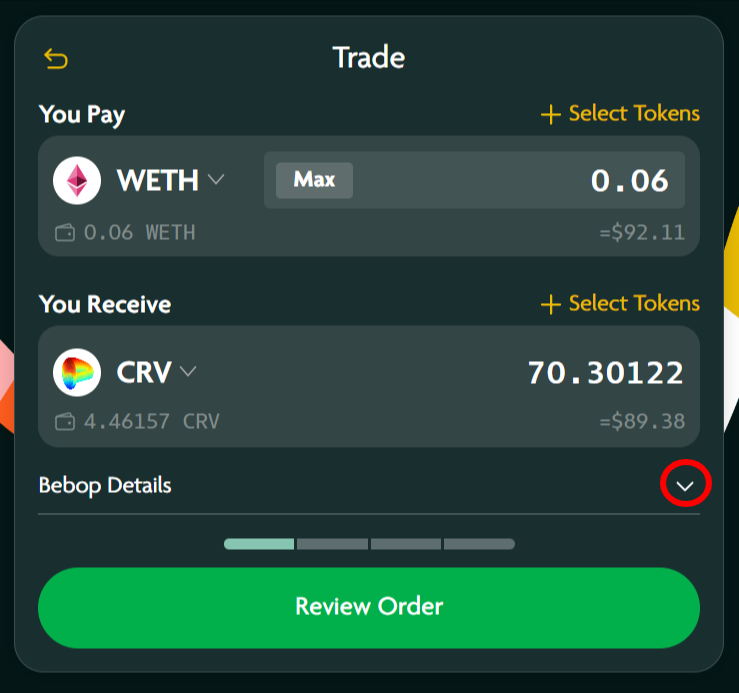 Trade
You Pay
+ Select Tokens
WETH
Max
0.06
0.06 WETH
=$92.11
You Receive
+ Select Tokens
CRV
70.30122
4.46157 CRV
=$89.38
Bebop Details
Review Order